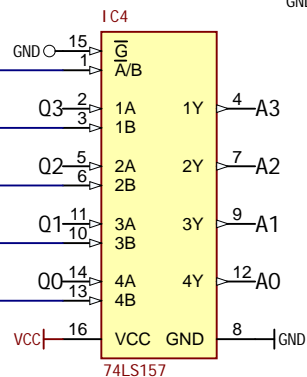 GND
IC4
GND 15 G
1 A/B
Q3 2 1A 1Y 4 A3
3 1B
Q2 5 2A 2Y 7 A2
6 2B
Q1 11 3A 3Y 9 A1
10 3B
Q0 14 4A 4Y 12 A0
13 4B
VCC 16 VCC GND 8 GND
74LS157